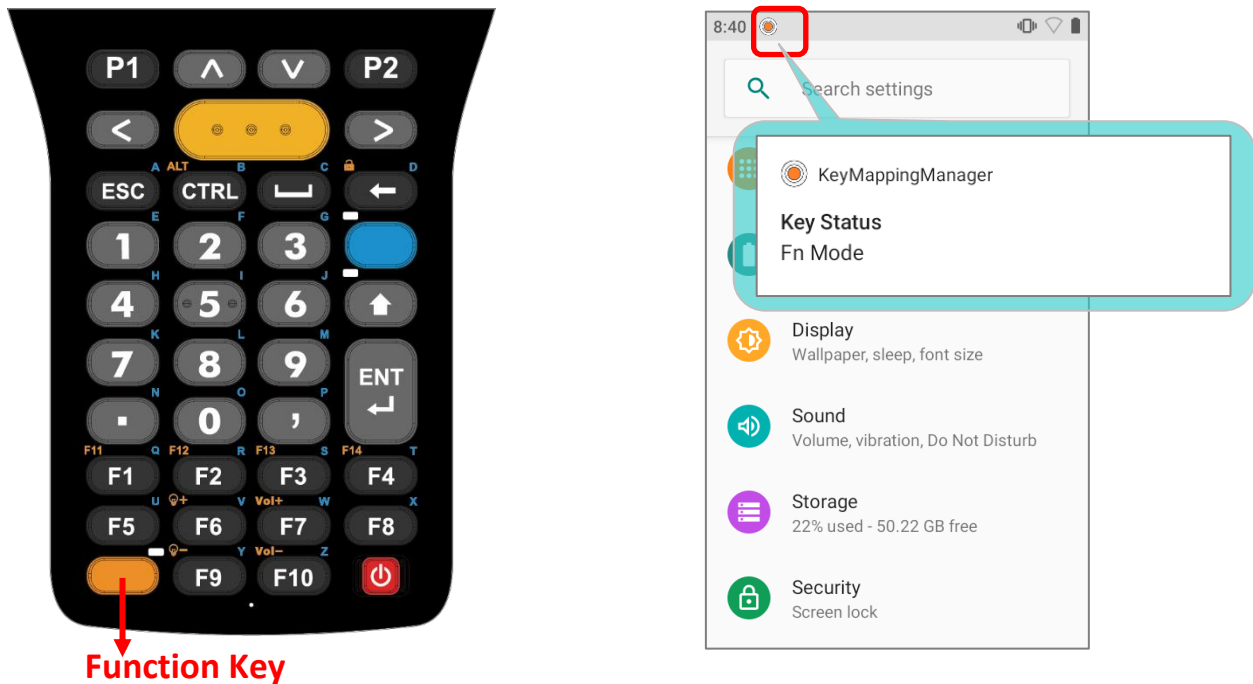 P1 P2
A ALT B C D
ESC CTRL
E F G
1 2 3
H I J
4 5 6
K L M
7 8 9 ENT
N O P
. 0 ,
F11 Q F12 R F13 S F14 T
F1 F2 F3 F4
U + V Vol+ W X
F5 F6 F7 F8
- Y Vol- Z
F9 F10
Function Key
8:40
Search settings
KeyMappingManager
Key Status
Fn Mode
Display
Wallpaper, sleep, font size
Sound
Volume, vibration, Do Not Disturb
Storage
22% used - 50.22 GB free
Security
Screen lock